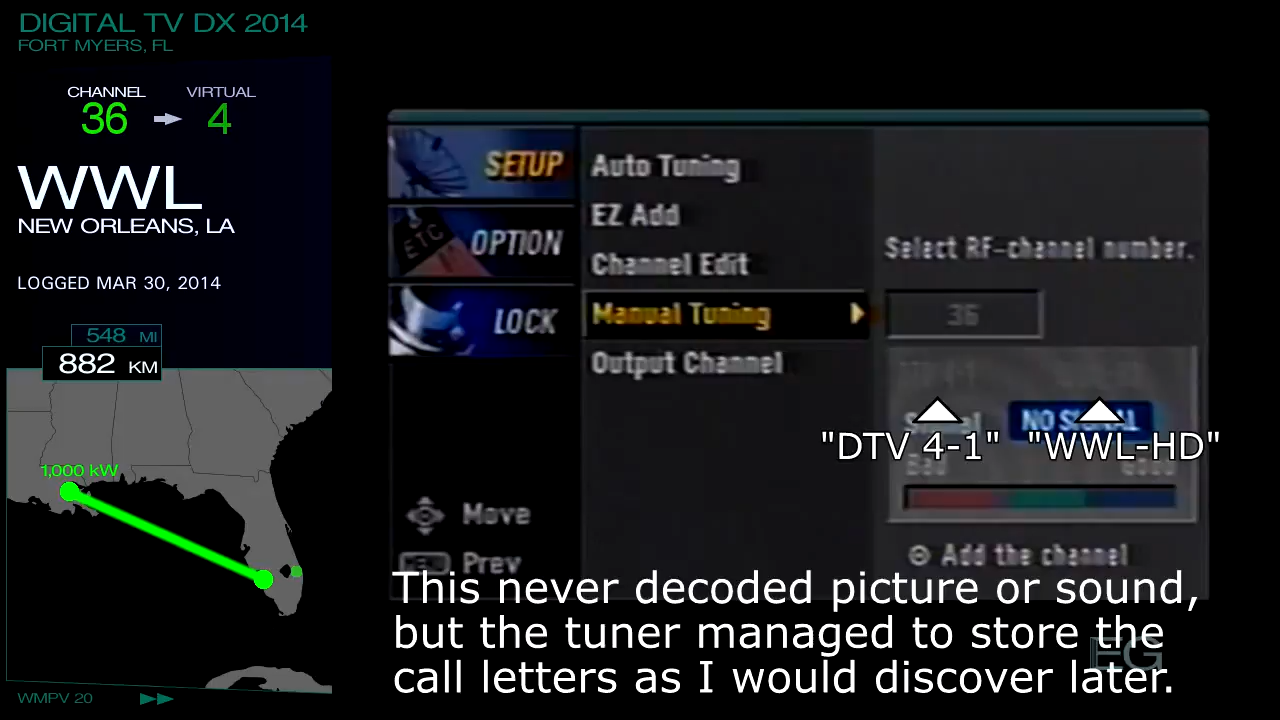 DIGITAL TV DX 2014
FORT MYERS, FL
CHANNEL VIRTUAL
36 4
WWL
NEW ORLEANS, LA
LOGGED MAR 30, 2014
548 MI
882 KM
1,000 kW
WMPV 20
SETUP
OPTION
ETC
LOCK
Auto Tuning
EZ Add
Channel Edit
Manual Tuning
Output Channel
Move
Prev
Select RF-channel number.
36
NO SIGNAL
"DTV 4-1" "WWL-HD"
Bad Good
Add the channel
This never decoded picture or sound,
but the tuner managed to store the
call letters as I would discover later.
EG